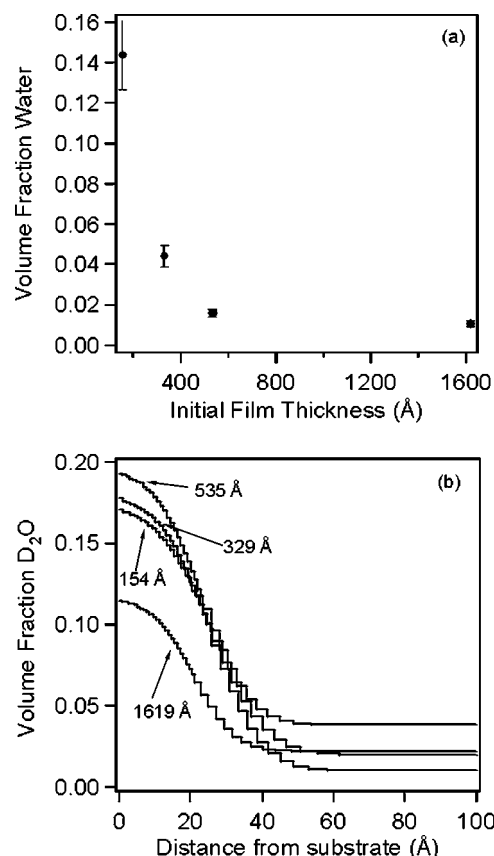 (a)
0.16
0.14
0.12
0.10
0.08
0.06
0.04
0.02
0.00
Volume Fraction Water
400
800
1200
1600
Initial Film Thickness (Å)
(b)
0.20
0.15
0.10
0.05
0.00
Volume Fraction D₂O
535 Å
329 Å
154 Å
1619 Å
0
20
40
60
80
100
Distance from substrate (Å)